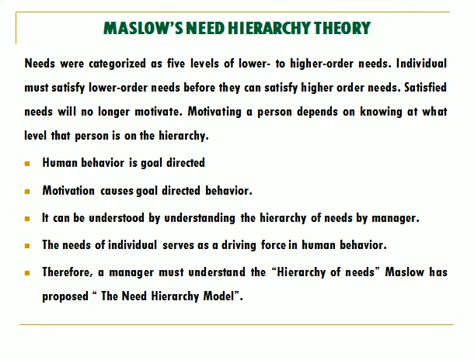 MASLOW'S NEED HIERARCHY THEORY
Needs were categorized as five levels of lower- to higher-order needs. Individual
must satisfy lower-order needs before they can satisfy higher order needs. Satisfied
needs will no longer motivate. Motivating a person depends on knowing at what
level that person is on the hierarchy.
Human behavior is goal directed
Motivation causes goal directed behavior.
It can be understood by understanding the hierarchy of needs by manager.
The needs of individual serves as a driving force in human behavior.
Therefore, a manager must understand the “Hierarchy of needs” Maslow has
proposed “ The Need Hierarchy Model”.